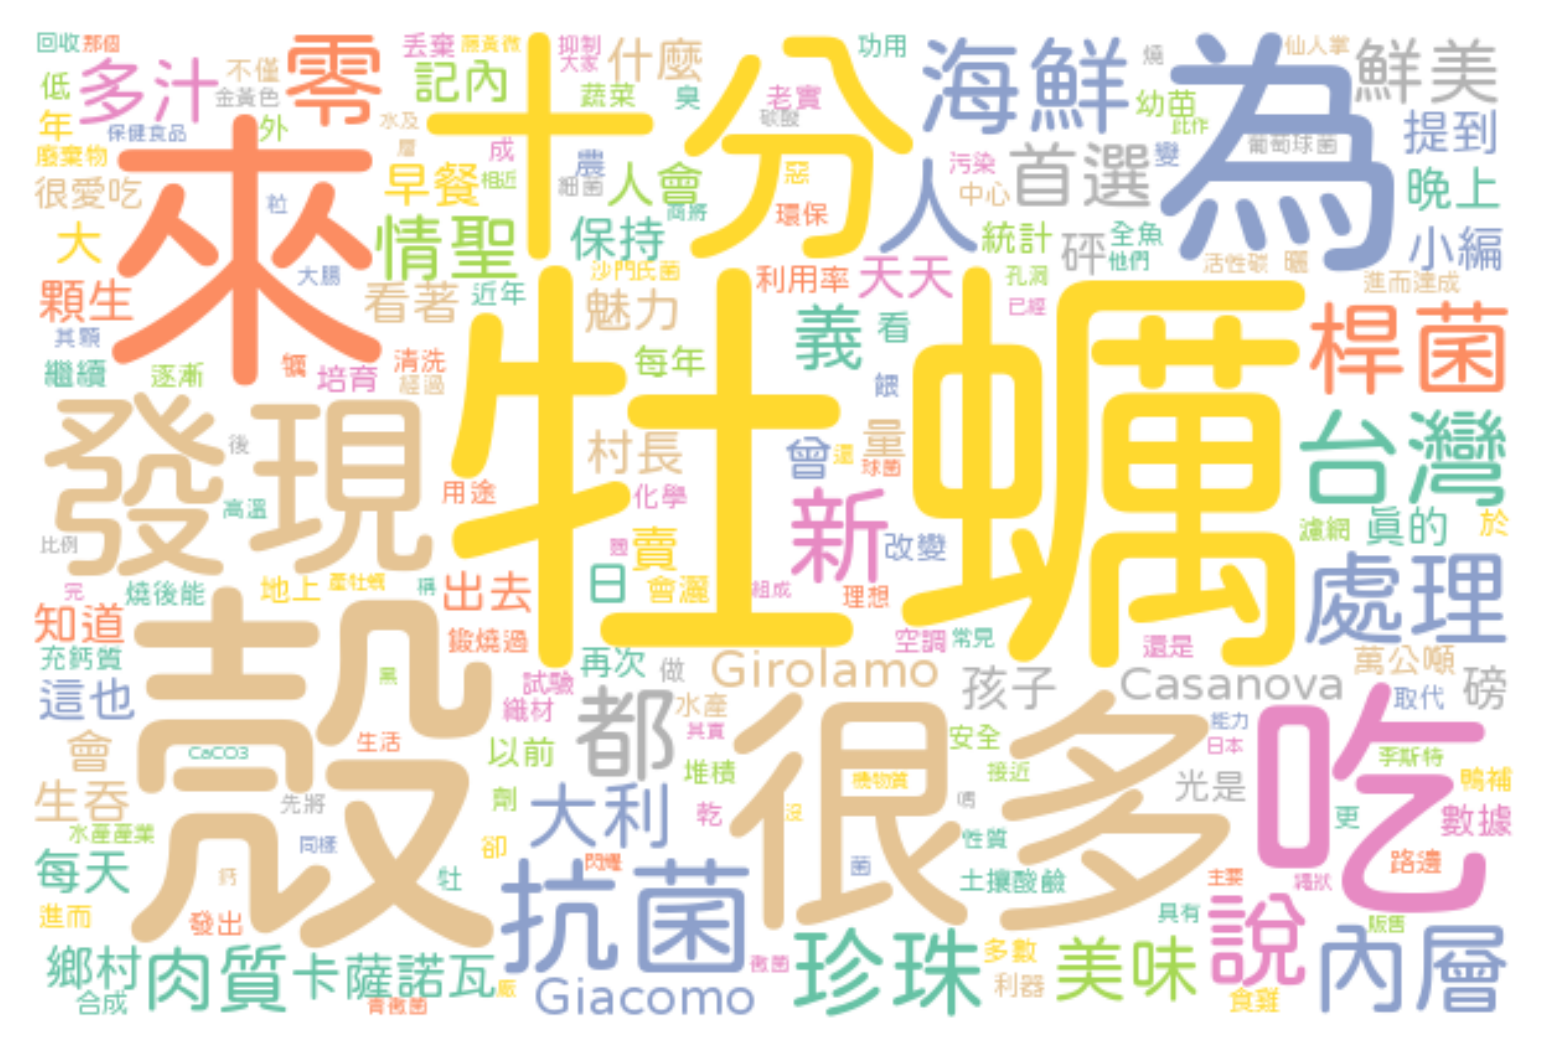 回收
那個
丟棄
藤黃微
抑制
大家
什麼
功用
仙人掌
低
多汁
不僅
金黃色
零
記內
蔬菜
臭
老實
碳酸
海鮮
燒
鮮美
年
保健食品
外
水及
層
十分
幼苗
此作
為
提到
廢棄物
很愛吃
來
早餐
成
相近
農
細菌
人會
商將
惡
環保
人
污染
中心
首選
變
葡萄球菌
晚上
粒
大
情聖
保持
統計
砰
全魚
他們
小編
大腸
沙門氏菌
利用率
天天
孔洞
已經
活性碳
曬
進而達成
顆生
看著
近年
魅力
義
看
桿菌
其顆
繼續
逐漸
犡
培育
清洗
經過
每年
牡蠣
餵
發現
後
村長
曾
還
量
球菌
台灣
高溫
用途
化學
新
改變
濾網
真的
於
比例
賣
日
會灑
組成
理想
處理
完
燒後能
地上
產牡蠣
稱
出去
知道
鍛燒過
空調
常見
還是
萬公噸
充鈣質
殼
黑
再次
做
Girolamo
孩子
Casanova
取代
磅
這也
試驗
織材
都
水產
其實
很多
能力
日本
吃
會
CaCO3
生活
以前
堆積
安全
接近
李斯特
生吞
先將
劑
大利
乾
沒
機物質
光是
鴨補
水產產業
同樣
卻
性質
更
數據
每天
鈣
牡
閃耀
抗菌
菌
土壤酸鹼
主要
路邊
進而
發出
具有
說
販售
鄉村
肉質
卡薩諾瓦
黴菌
珍珠
多數
美味
內層
合成
青黴菌
廠
Giacomo
利器
食雞